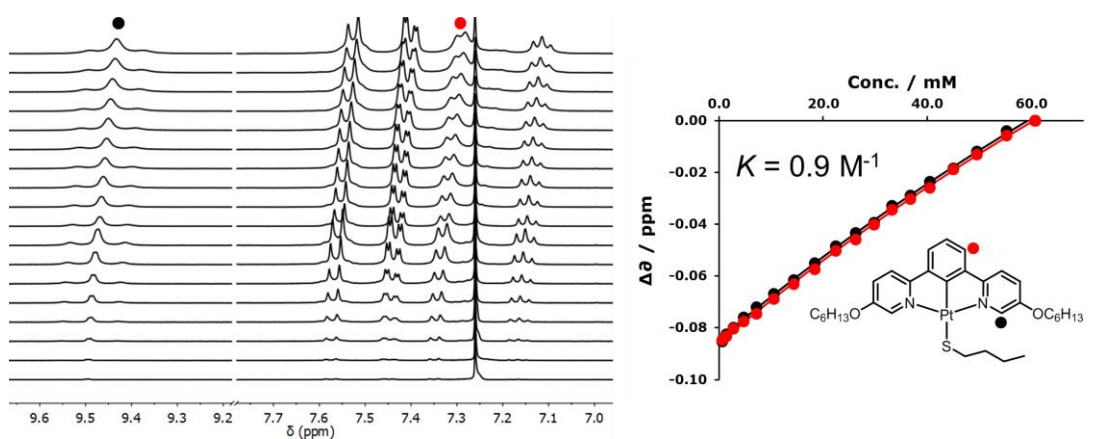 9.6 9.5 9.4 9.3 9.2 7.7 7.6 7.5 7.4 7.3 7.2 7.1 7.0
δ (ppm)
Conc. / mM
0.0 20.0 40.0 60.0
0.00
-0.02
-0.04
-0.06
-0.08
-0.10
Δ∂ / ppm
K = 0.9 M⁻¹
N N
C₆H₁₃O Pt OC₆H₁₃
S